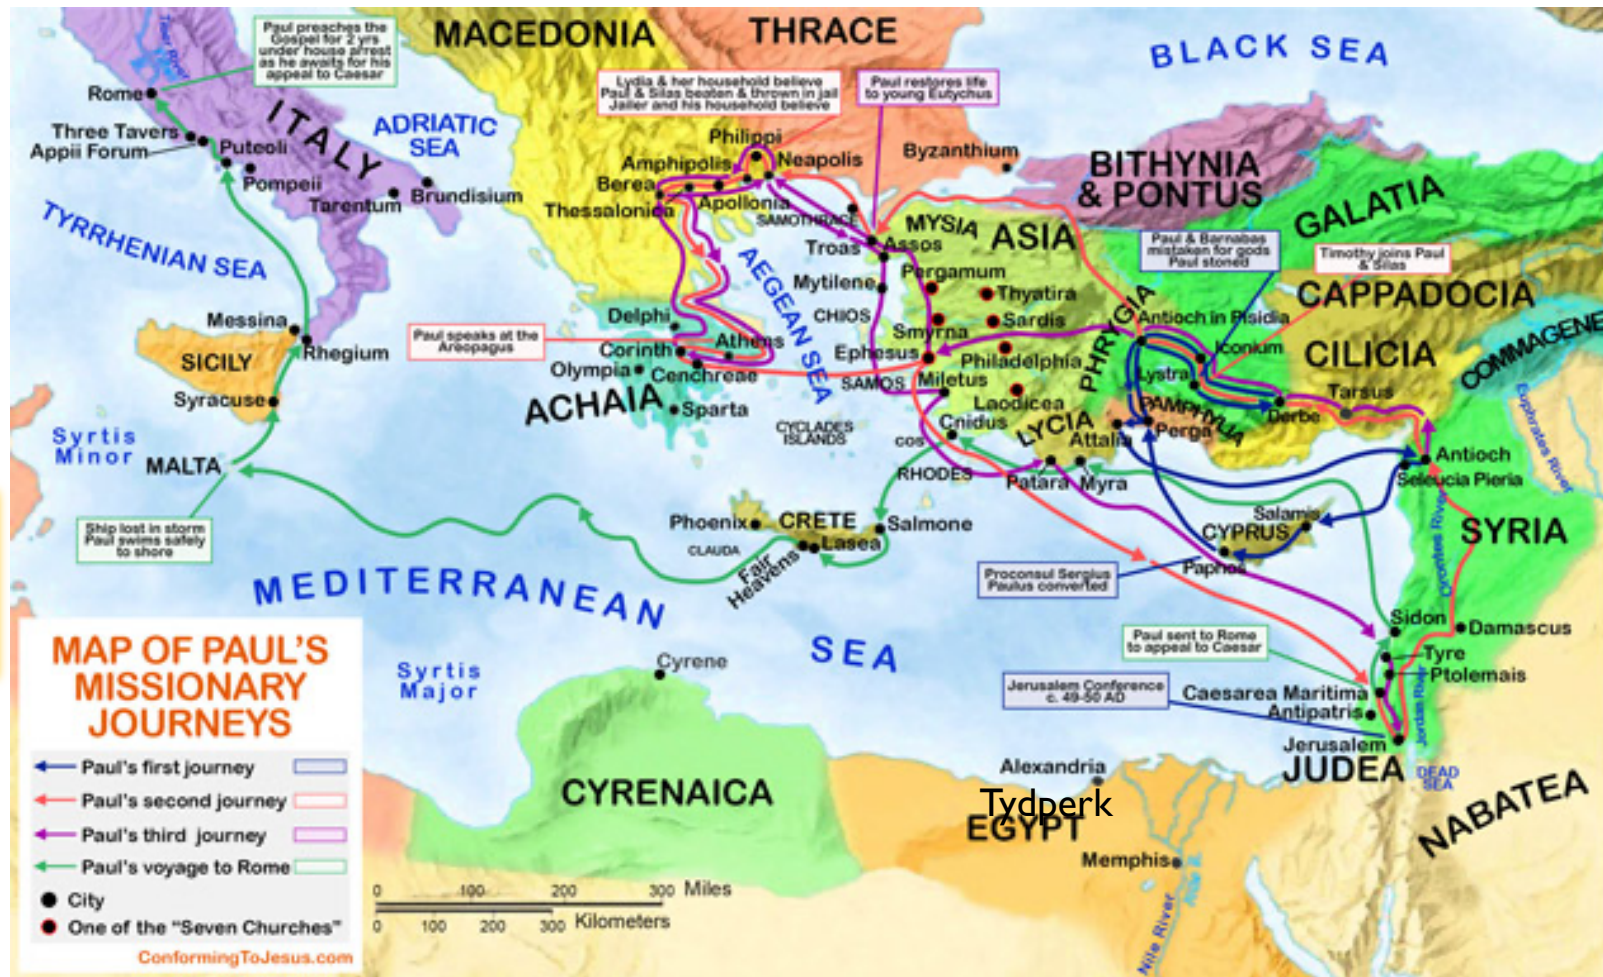 Paul preaches the
Gospel for 2 yrs
under house arrest
as he awaits for his
appeal to Caesar
MACEDONIA
THRACE
BLACK SEA
Tiber River
Rome
Lydia & her household believe
Paul & Silas beaten & thrown in jail
Jailer and his household believe
Paul restores life
to young Eutychus
ITALY
ADRIATIC
SEA
Three Tavers
Appii Forum
Puteoli
Pompeii
Tarentum
Brundisium
Philippi
Neapolis
Amphipolis
Berea
Apollonia
Thessalonica
SAMOTHRACE
Byzanthium
BITHYNIA
& PONTUS
GALATIA
TYRRHENIAN SEA
MYSIA
ASIA
Troas
Assos
Paul & Barnabas
mistaken for gods
Paul stoned
Timothy joins Paul
& Silas
AEGEAN SEA
Mytilene
Pergamum
Thyatira
CAPPADOCIA
CHIOS
Smyrna
Sardis
PHRYGIA
Antioch in Pisidia
COMMAGENE
Messina
Rhegium
SICILY
Syracuse
Paul speaks at the
Areopagus
Delphi
Athens
Corinth
Olympia
Cenchreae
ACHAIA
Sparta
Ephesus
Philadelphia
Iconium
CILICIA
SAMOS
Miletus
Laodicea
Lystra
Tarsus
Derbe
PAMPHYLIA
Euphrates River
CYCLADES
ISLANDS
Cnidus
COS
LYCIA
Attalia
Perga
Syrtis
Minor
MALTA
RHODES
Patara
Myra
Antioch
Seleucia Pieria
Ship lost in storm
Paul swims safely
to shore
Phoenix
CRETE
Salmone
CLAUDA
Lasea
Fair
Heavens
Salamis
CYPRUS
Paphos
Orontes River
SYRIA
Proconsul Sergius
Paulus converted
MEDITERRANEAN
SEA
Sidon
Damascus
Tyre
Ptolemais
Paul sent to Rome
to appeal to Caesar
Cyrene
Syrtis
Major
Jerusalem Conference
c. 49-50 AD
Caesarea Maritima
Antipatris
Jordan River
Jerusalem
JUDEA
DEAD
SEA
NABATEA
CYRENAICA
Alexandria
Tydperk
EGYPT
Memphis
Nile R.
Nile River
MAP OF PAUL'S
MISSIONARY
JOURNEYS
Paul's first journey
Paul's second journey
Paul's third journey
Paul's voyage to Rome
City
One of the "Seven Churches"
ConformingToJesus.com
0 100 200 300 Miles
0 100 200 300 Kilometers